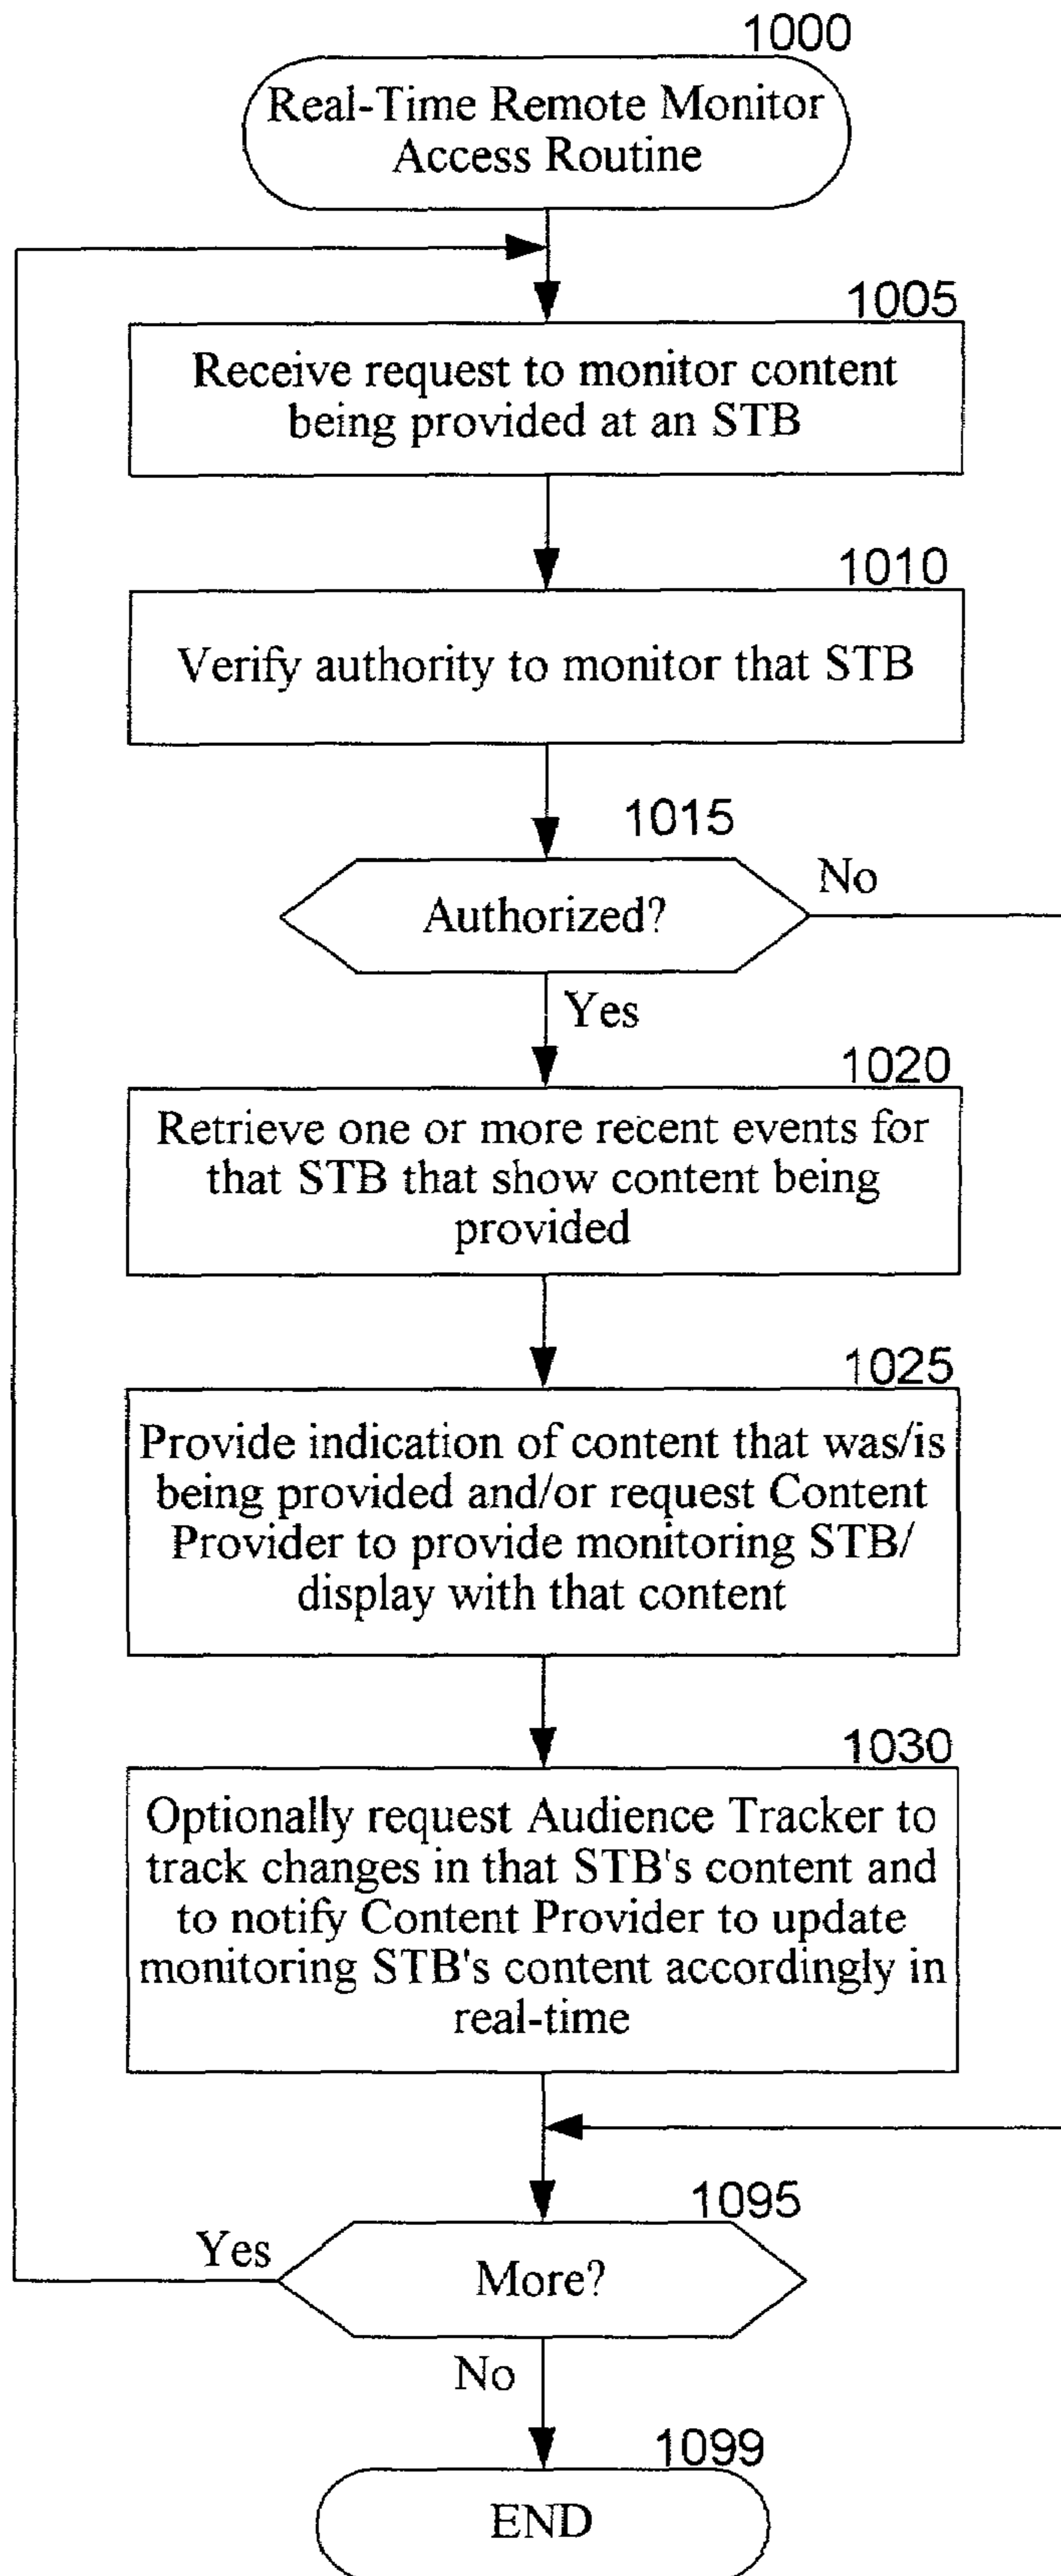 1000
Real-Time Remote Monitor
Access Routine
1005
Receive request to monitor content
being provided at an STB
1010
Verify authority to monitor that STB
1015
Authorized?
No
Yes
1020
Retrieve one or more recent events for
that STB that show content being
provided
1025
Provide indication of content that was/is
being provided and/or request Content
Provider to provide monitoring STB/
display with that content
1030
Optionally request Audience Tracker to
track changes in that STB's content and
to notify Content Provider to update
monitoring STB's content accordingly in
real-time
1095
Yes
More?
No
1099
END